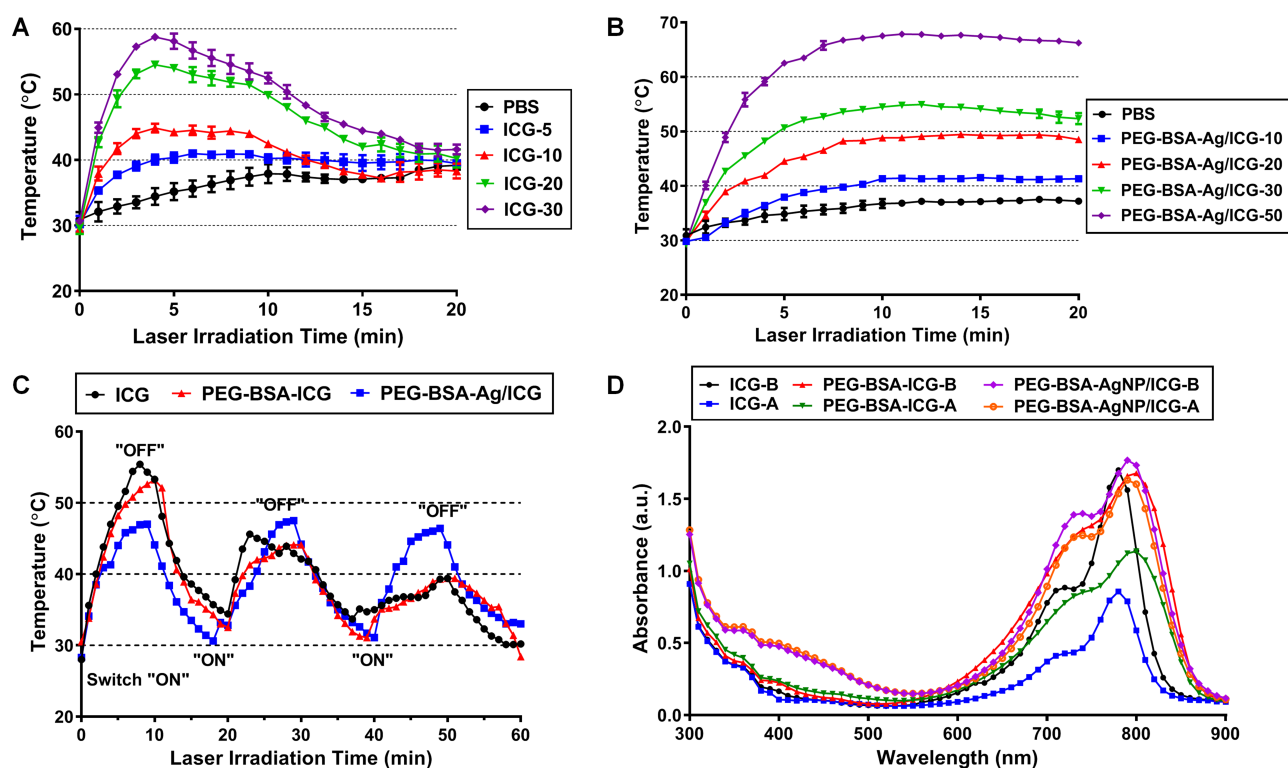 A
Temperature (°C)
60
50
40
30
20
0
5
10
15
20
Laser Irradiation Time (min)
PBS
ICG-5
ICG-10
ICG-20
ICG-30
B
Temperature (°C)
70
60
50
40
30
20
0
5
10
15
20
Laser Irradiation Time (min)
PBS
PEG-BSA-Ag/ICG-10
PEG-BSA-Ag/ICG-20
PEG-BSA-Ag/ICG-30
PEG-BSA-Ag/ICG-50
C
ICG
PEG-BSA-ICG
PEG-BSA-Ag/ICG
Temperature (°C)
60
50
40
30
20
"OFF"
"OFF"
"OFF"
"ON"
"ON"
Switch "ON"
0
10
20
30
40
50
60
Laser Irradiation Time (min)
D
ICG-B
PEG-BSA-ICG-B
PEG-BSA-AgNP/ICG-B
ICG-A
PEG-BSA-ICG-A
PEG-BSA-AgNP/ICG-A
Absorbance (a.u.)
2.0
1.5
1.0
0.5
0.0
300
400
500
600
700
800
900
Wavelength (nm)